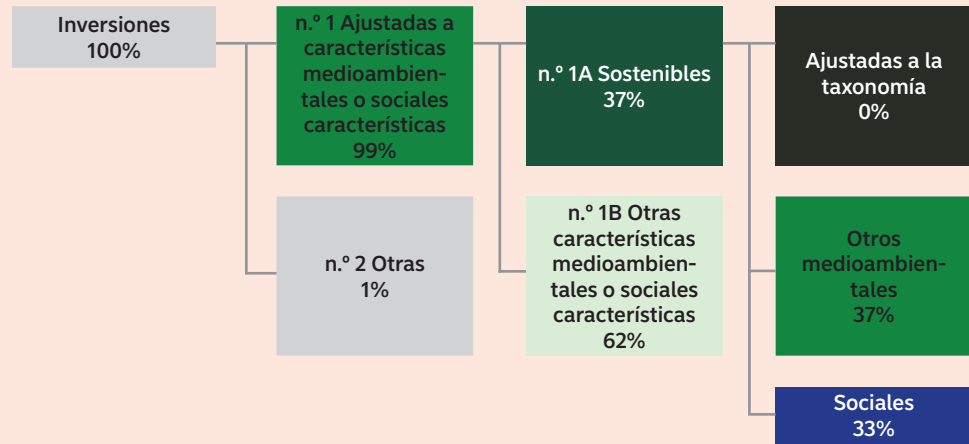 Inversiones
100%
n.º 1 Ajustadas a
características
medioambien-
tales o sociales
características
99%
n.º 2 Otras
1%
n.º 1A Sostenibles
37%
n.º 1B Otras
características
medioambien-
tales o sociales
características
62%
Ajustadas a la
taxonomía
0%
Otros
medioambien-
tales
37%
Sociales
33%